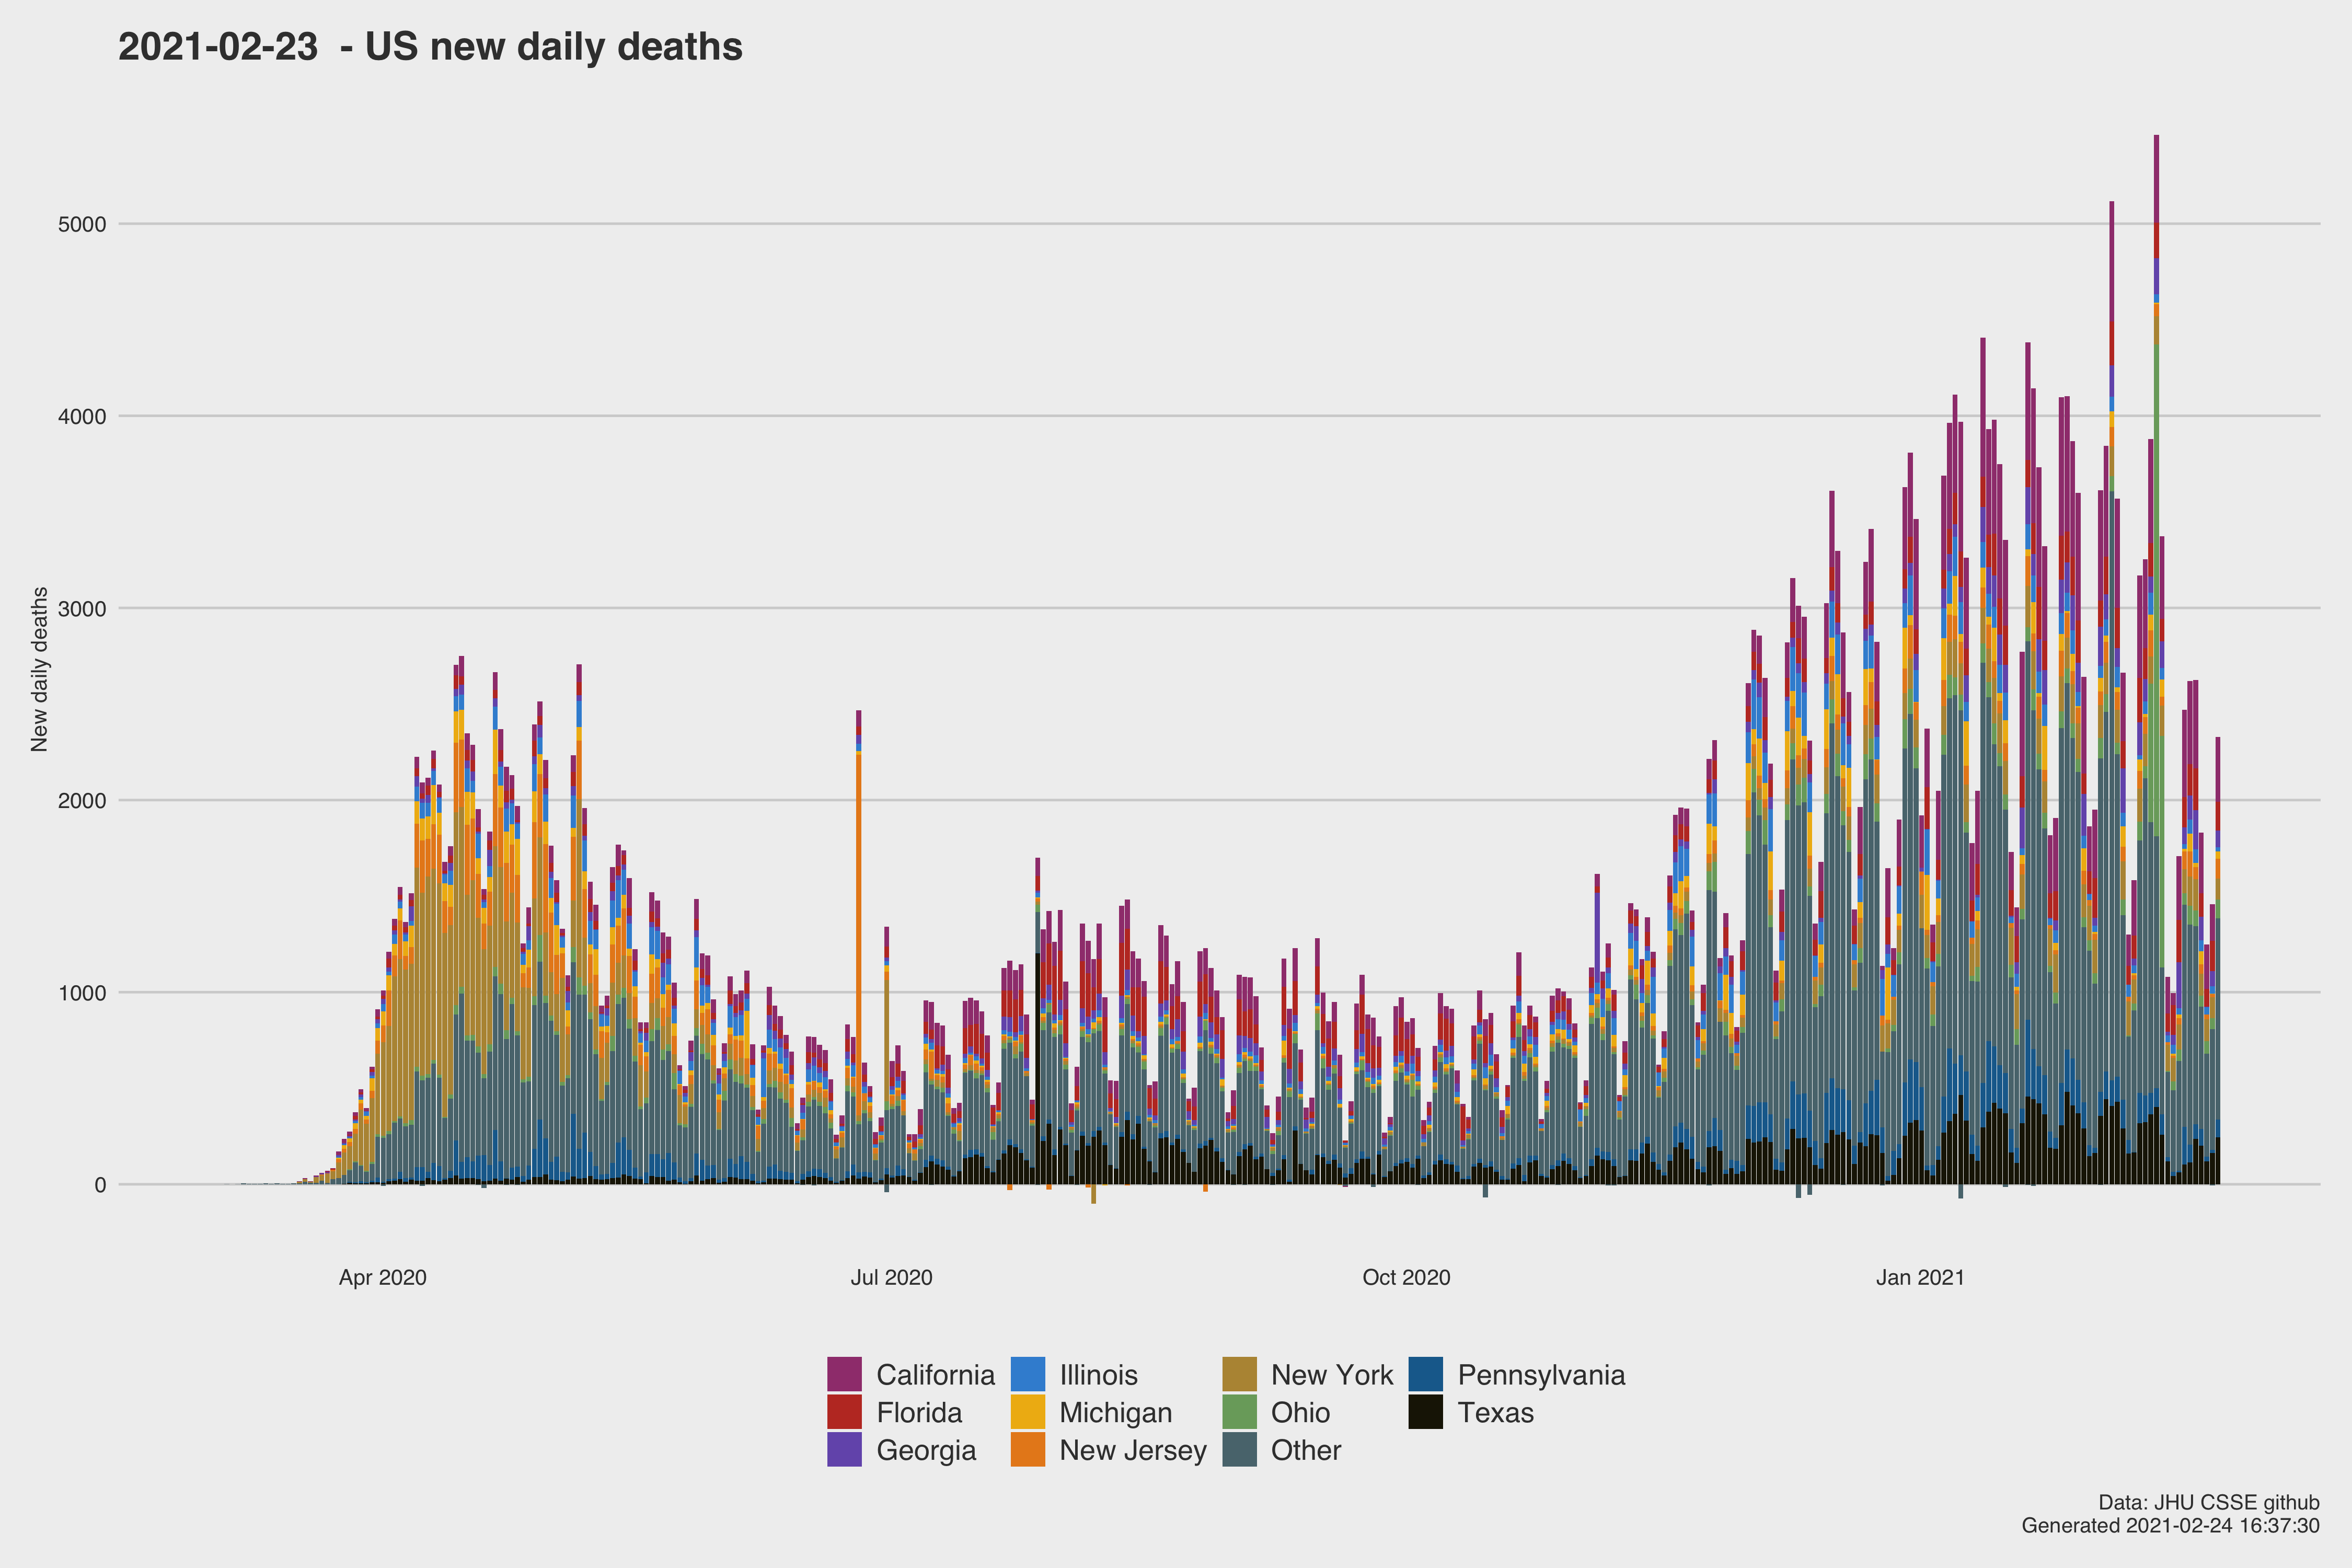 2021-02-23  - US new daily deaths
New daily deaths
5000
4000
3000
2000
1000
0
Apr 2020
Jul 2020
Oct 2020
Jan 2021
California
Florida
Georgia
Illinois
Michigan
New Jersey
New York
Ohio
Other
Pennsylvania
Texas
Data: JHU CSSE github
Generated 2021-02-24 16:37:30